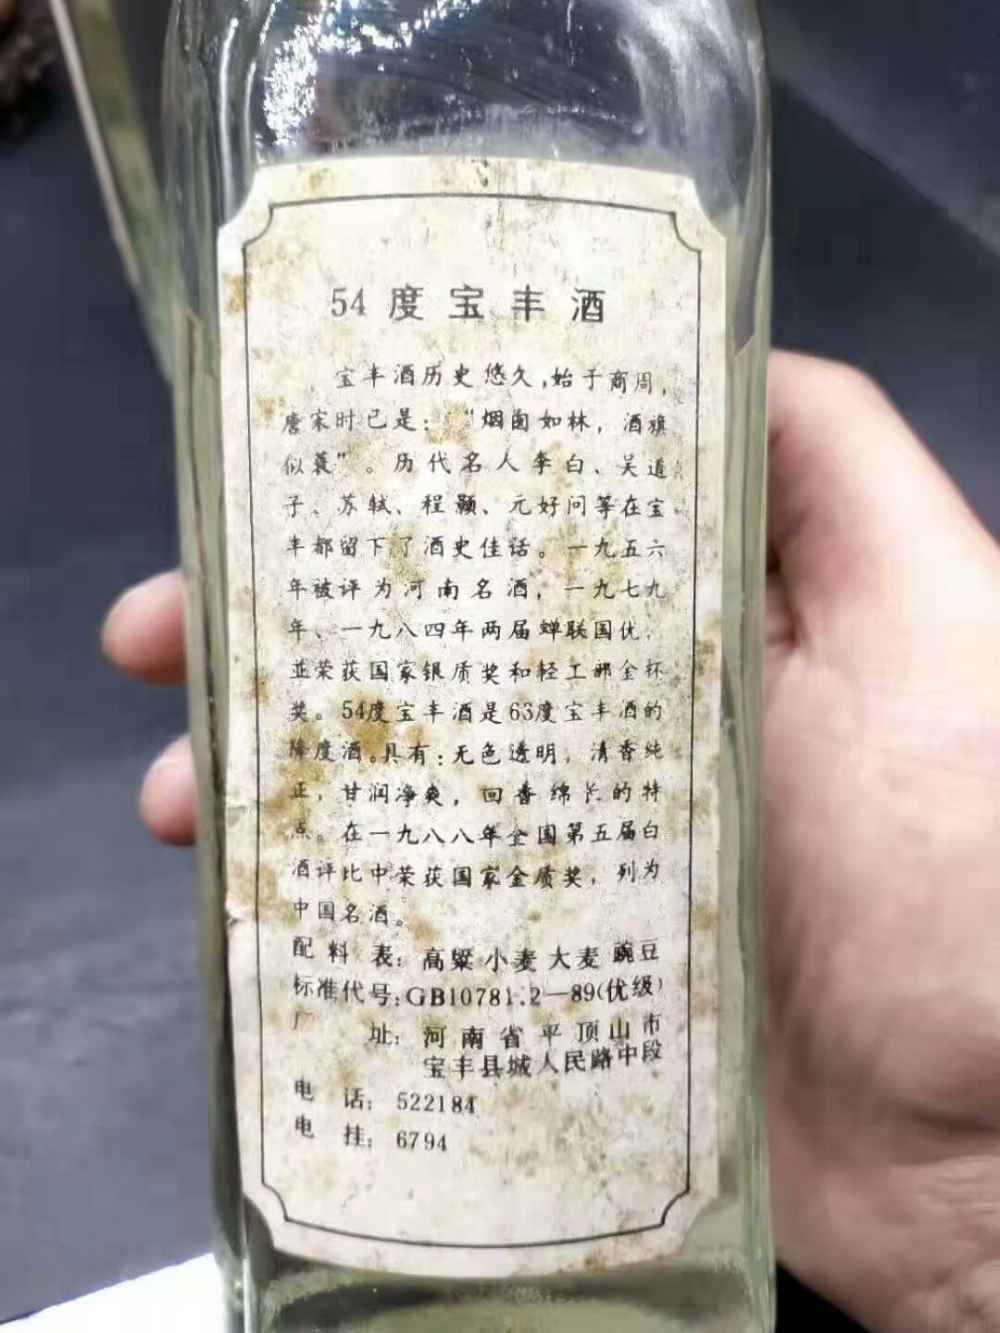 54度宝丰酒
宝丰酒历史悠久,始于商周,
唐宋时已是:"烟囱如林,酒旗
似蓑"。历代名人李白、吴道
子、苏轼、程颢、元好问等在宝
丰都留下了酒史佳话。一九五六
年被评为河南名酒,一九七九
年、一九八四年两届蝉联国优,
並荣获国家银质奖和轻工部金杯
奖。54度宝丰酒是63度宝丰酒的
降度酒。具有:无色透明,清香纯
正,甘润净爽,回香绵长的特
点。在一九八八年全国第五届白
酒评比中荣获国家金质奖,列为
中国名酒。
配料表:高粱小麦大麦豌豆
标准代号:GB10781.2—89(优级)
厂址:河南省平顶山市
宝丰县城人民路中段
电话:522184
电挂:6794